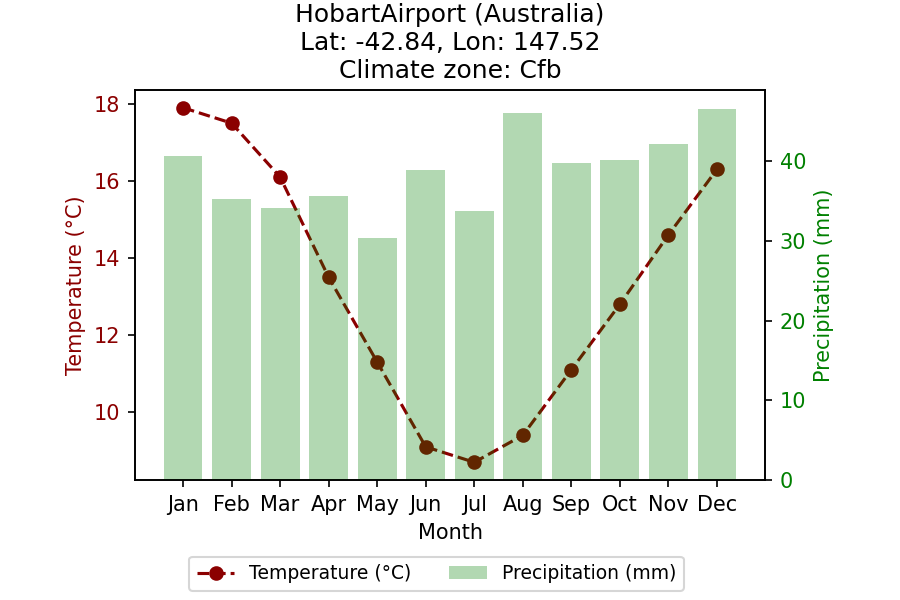 HobartAirport (Australia)
Lat: -42.84, Lon: 147.52
Climate zone: Cfb
Temperature (°C)
18
16
14
12
10
Precipitation (mm)
40
30
20
10
0
Jan Feb Mar Apr May Jun Jul Aug Sep Oct Nov Dec
Month
Temperature (°C) Precipitation (mm)